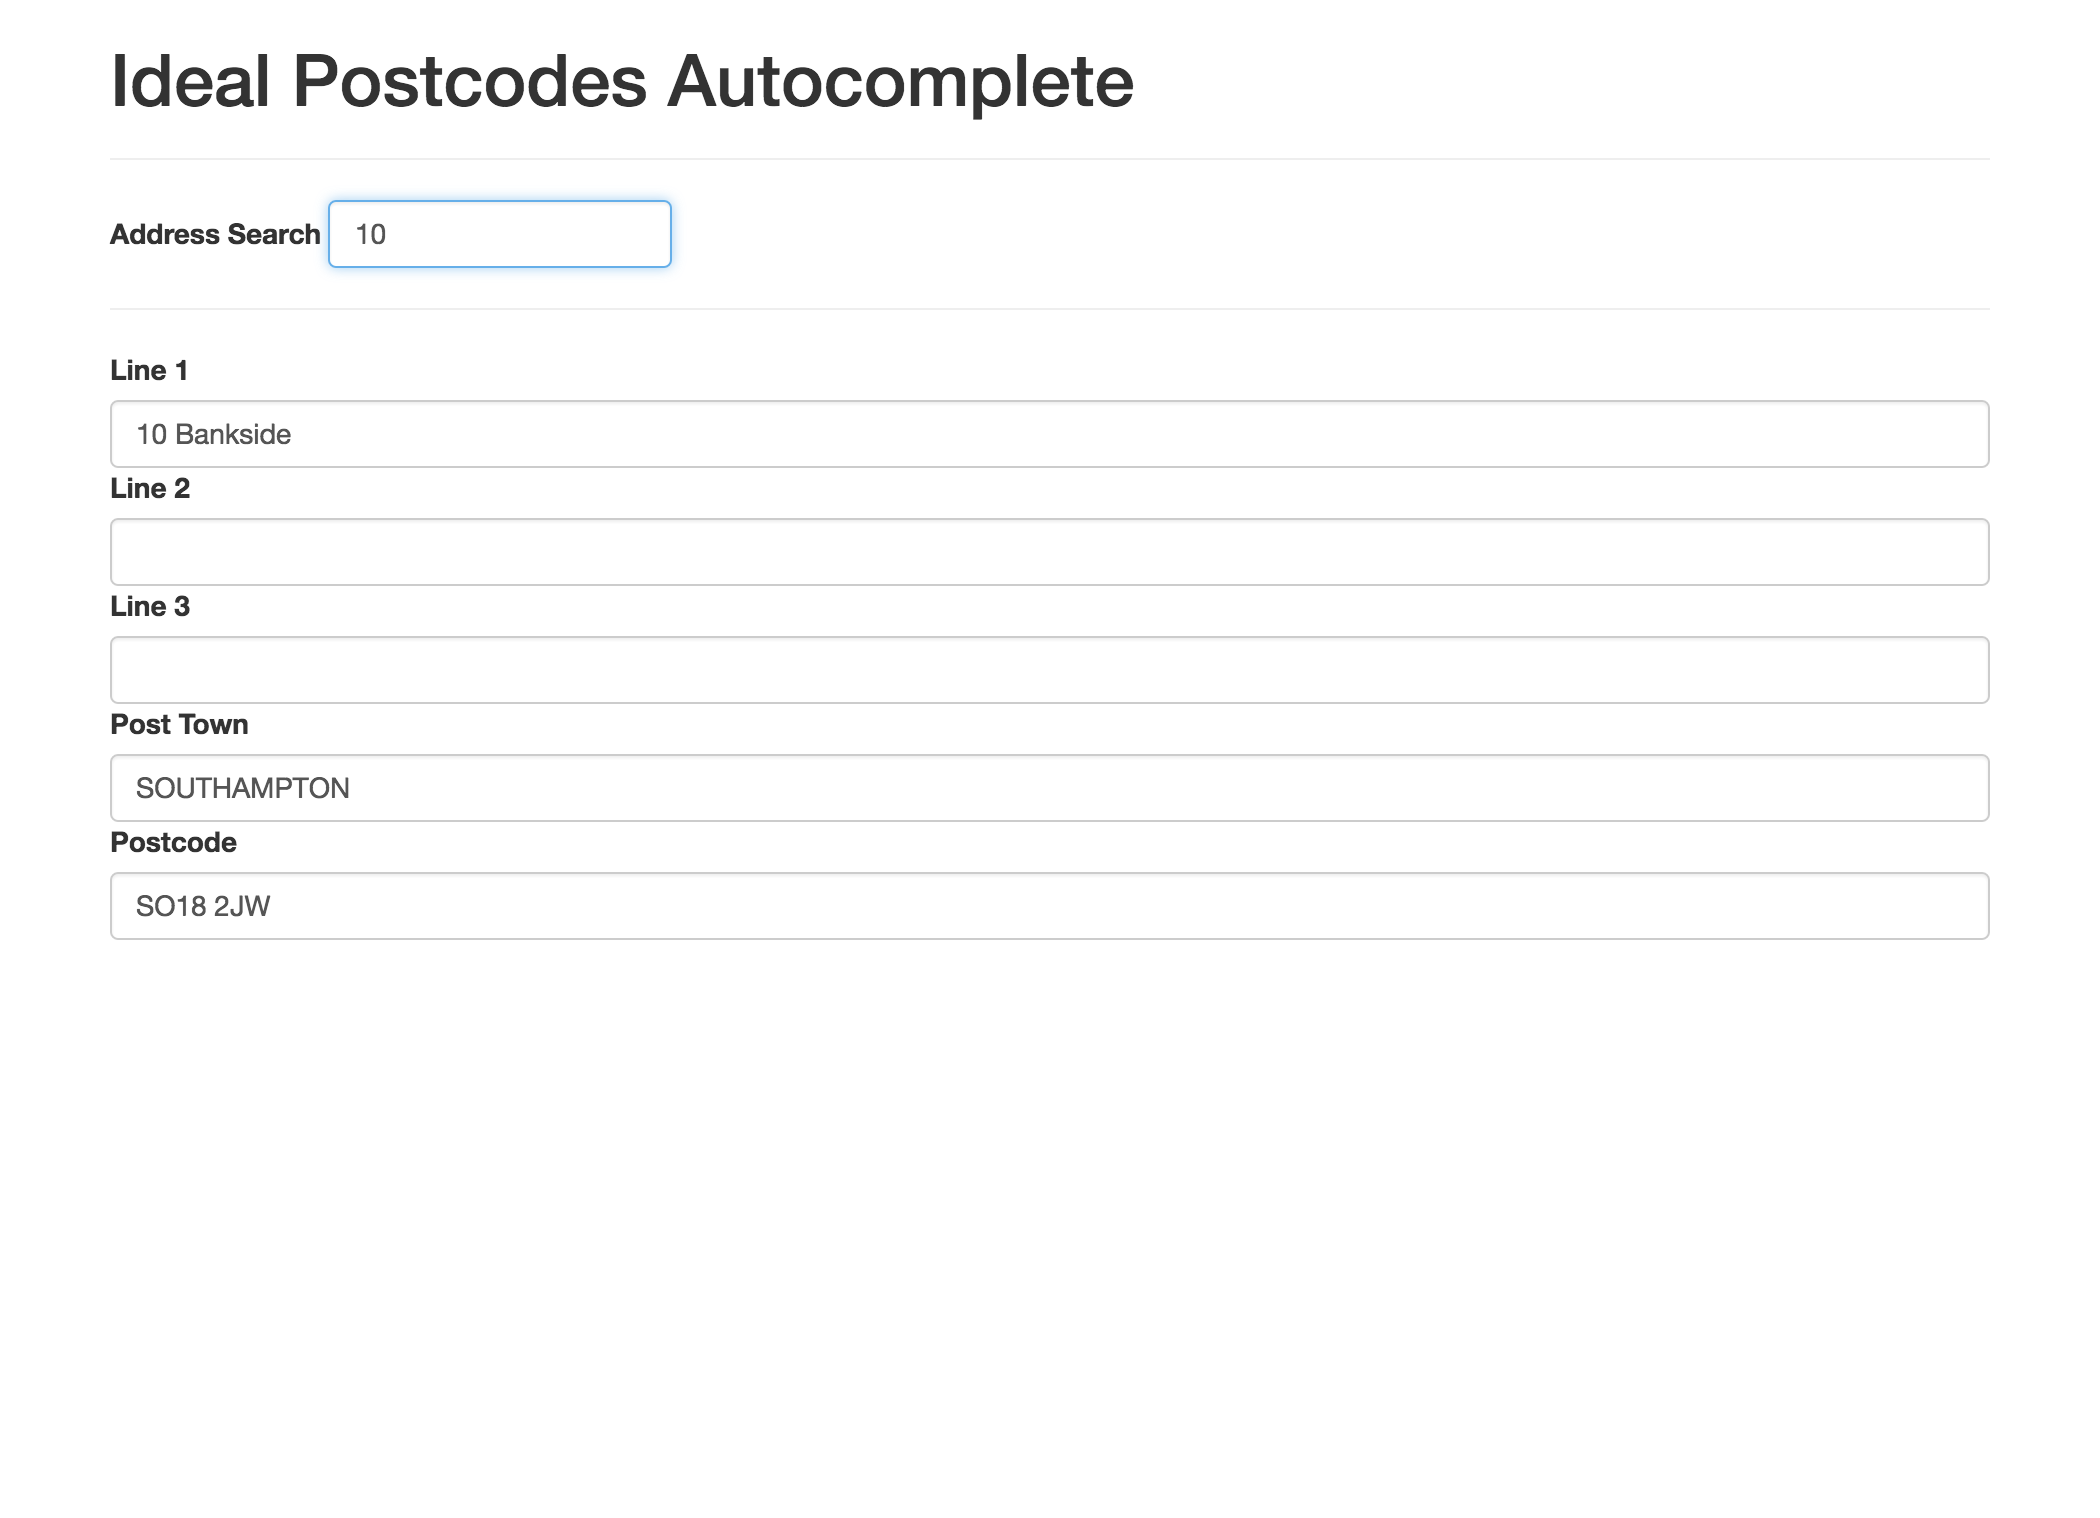 Ideal Postcodes Autocomplete
Address Search 10
Line 1
10 Bankside
Line 2
Line 3
Post Town
SOUTHAMPTON
Postcode
SO18 2JW